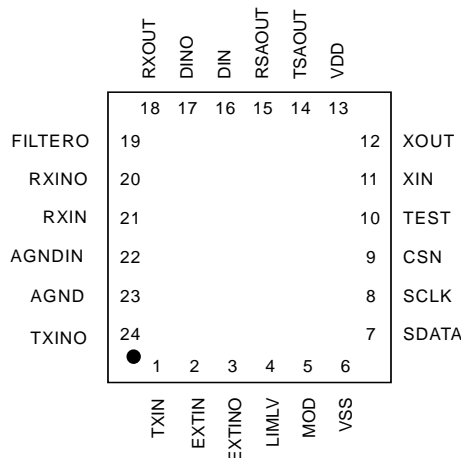 RXOUT DINO DIN RSAOUT TSAOUT VDD
18 17 16 15 14 13
FILTERO 19 12 XOUT
RXINO 20 11 XIN
RXIN 21 10 TEST
AGNDIN 22 9 CSN
AGND 23 8 SCLK
TXINO 24 7 SDATA
1 2 3 4 5 6
TXIN EXTIN EXTINO LIMLV MOD VSS